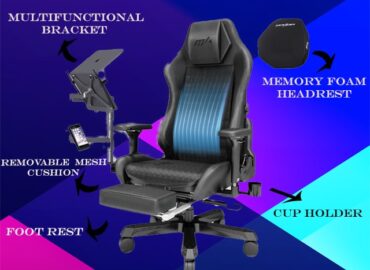 MULTIFUNCTIONAL
BRACKET
MEMORY FOAM
HEADREST
REMOVABLE MESH
CUSHION
CUP HOLDER
FOOT REST